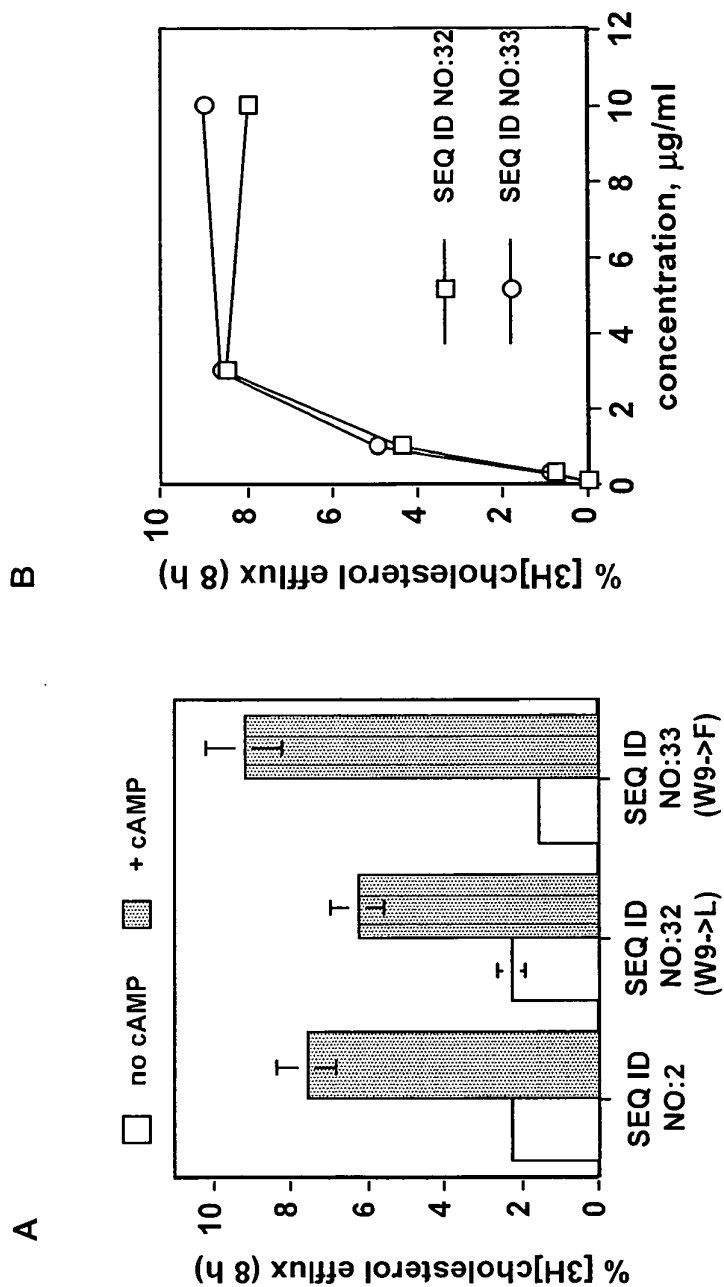 A
no cAMP
+ cAMP
% [3H]cholesterol efflux (8 h)
10
8
6
4
2
0
SEQ ID
NO:2
SEQ ID
NO:32
(W9->L)
SEQ ID
NO:33
(W9->F)
B
% [3H]cholesterol efflux (8 h)
10
8
6
4
2
0
SEQ ID NO:32
SEQ ID NO:33
0
2
4
6
8
10
12
concentration, µg/ml